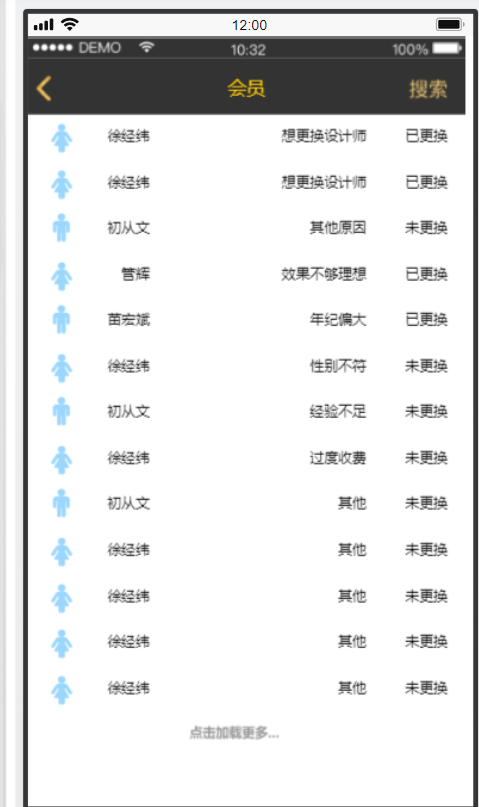 12:00
DEMO 10:32 100%
会员 搜索
徐经纬 想更换设计师 已更换
徐经纬 想更换设计师 已更换
初从文 其他原因 未更换
管辉 效果不够理想 已更换
苗宏斌 年纪偏大 已更换
徐经纬 性别不符 未更换
初从文 经验不足 未更换
徐经纬 过度收费 未更换
初从文 其他 未更换
徐经纬 其他 未更换
徐经纬 其他 未更换
徐经纬 其他 未更换
徐经纬 其他 未更换
点击加载更多...